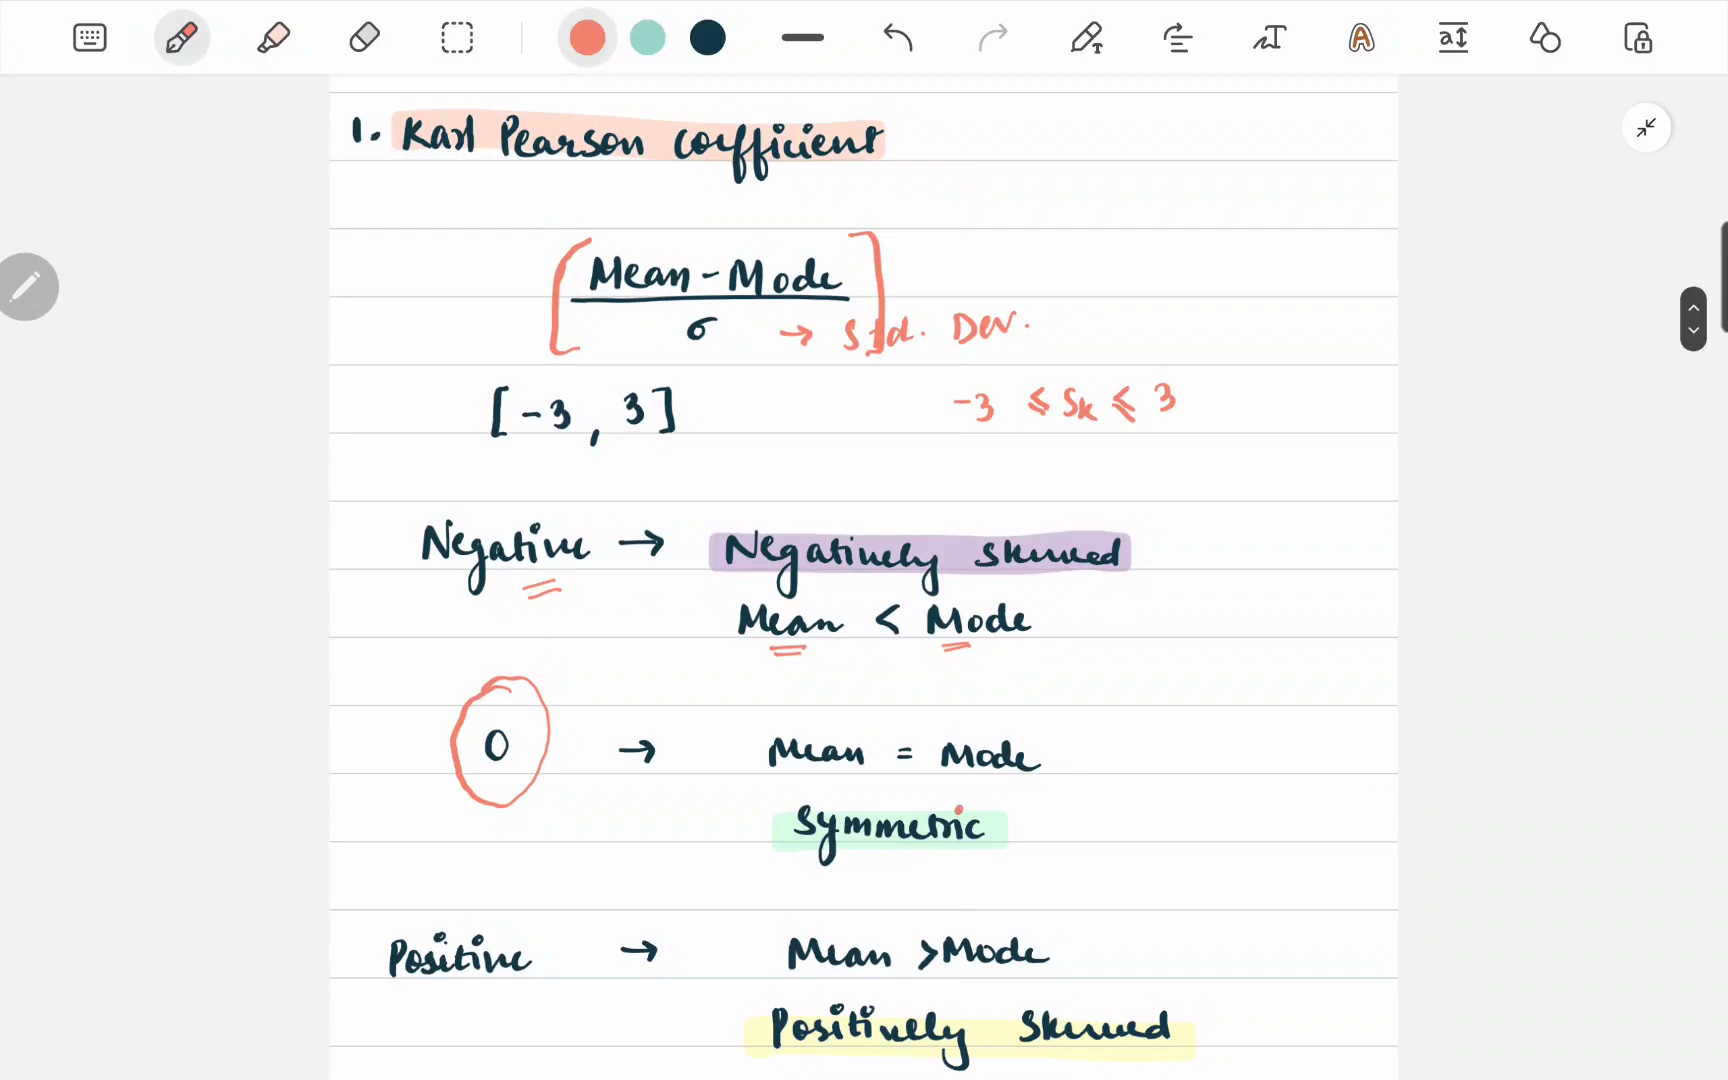 1. Karl Pearson coefficient
[Mean - Mode]
σ → Std. Dev.
[-3, 3] -3 ≤ Sk ≤ 3
Negative → Negatively skewed
Mean < Mode
0 → Mean = Mode
Symmetric
Positive → Mean > Mode
Positively Skewed